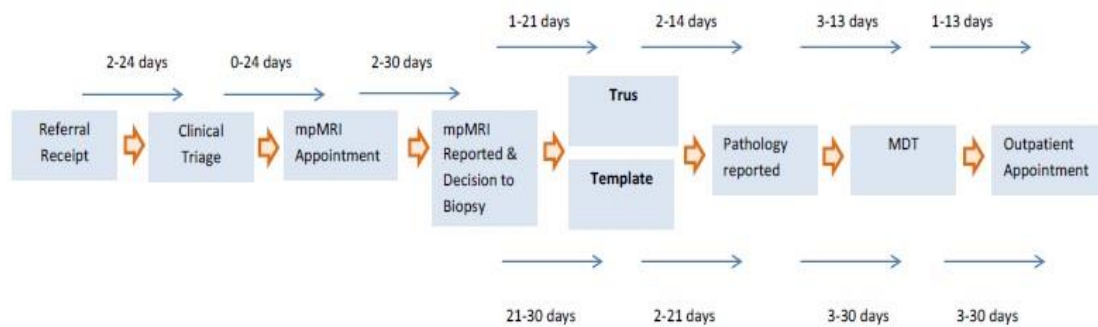 1-21 days
2-14 days
3-13 days
1-13 days
2-24 days
0-24 days
2-30 days
Referral
Receipt
Clinical
Triage
mpMRI
Appointment
mpMRI
Reported &
Decision to
Biopsy
Trus
Template
Pathology
reported
MDT
Outpatient
Appointment
21-30 days
2-21 days
3-30 days
3-30 days